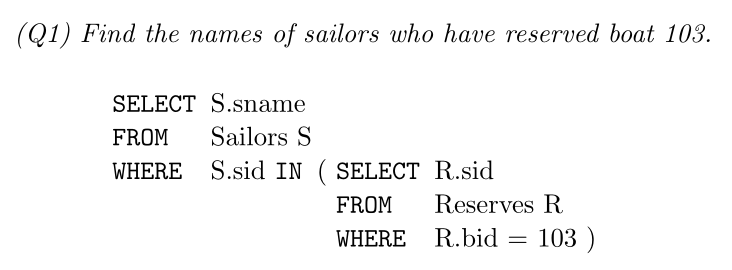 (Q1) Find the names of sailors who have reserved boat 103.
SELECT S.sname
FROM Sailors S
WHERE S.sid IN ( SELECT R.sid
FROM Reserves R
WHERE R.bid = 103 )